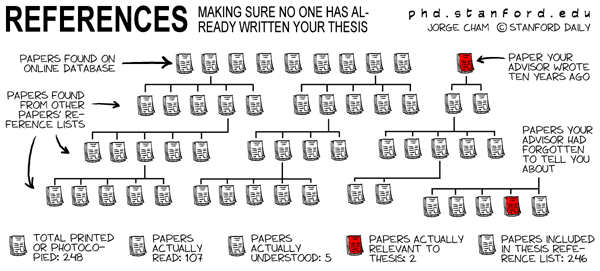 REFERENCES
MAKING SURE NO ONE HAS AL-
READY WRITTEN YOUR THESIS
phd.stanford.edu
JORGE CHAM © STANFORD DAILY
PAPERS FOUND ON
ONLINE DATABASE
PAPER YOUR
ADVISOR WROTE
TEN YEARS AGO
PAPERS FOUND
FROM OTHER
PAPERS' RE-
FERENCE LISTS
PAPERS YOUR
ADVISOR HAD
FORGOTTEN
TO TELL YOU
ABOUT
TOTAL PRINTED
OR PHOTOCO-
PIED: 248
PAPERS
ACTUALLY
READ: 107
PAPERS
ACTUALLY
UNDERSTOOD: 5
PAPERS ACTUALLY
RELEVANT TO
THESIS: 2
PAPERS INCLUDED
IN THESIS REFE-
RENCE LIST: 246